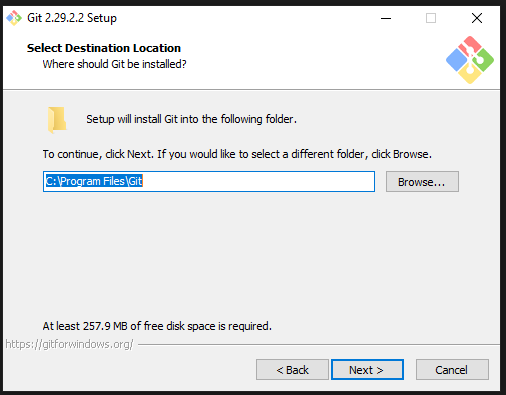 Git 2.29.2.2 Setup
Select Destination Location
Where should Git be installed?
Setup will install Git into the following folder.
To continue, click Next. If you would like to select a different folder, click Browse.
C:\Program Files\Git
Browse...
At least 257.9 MB of free disk space is required.
https://gitforwindows.org/
< Back
Next >
Cancel